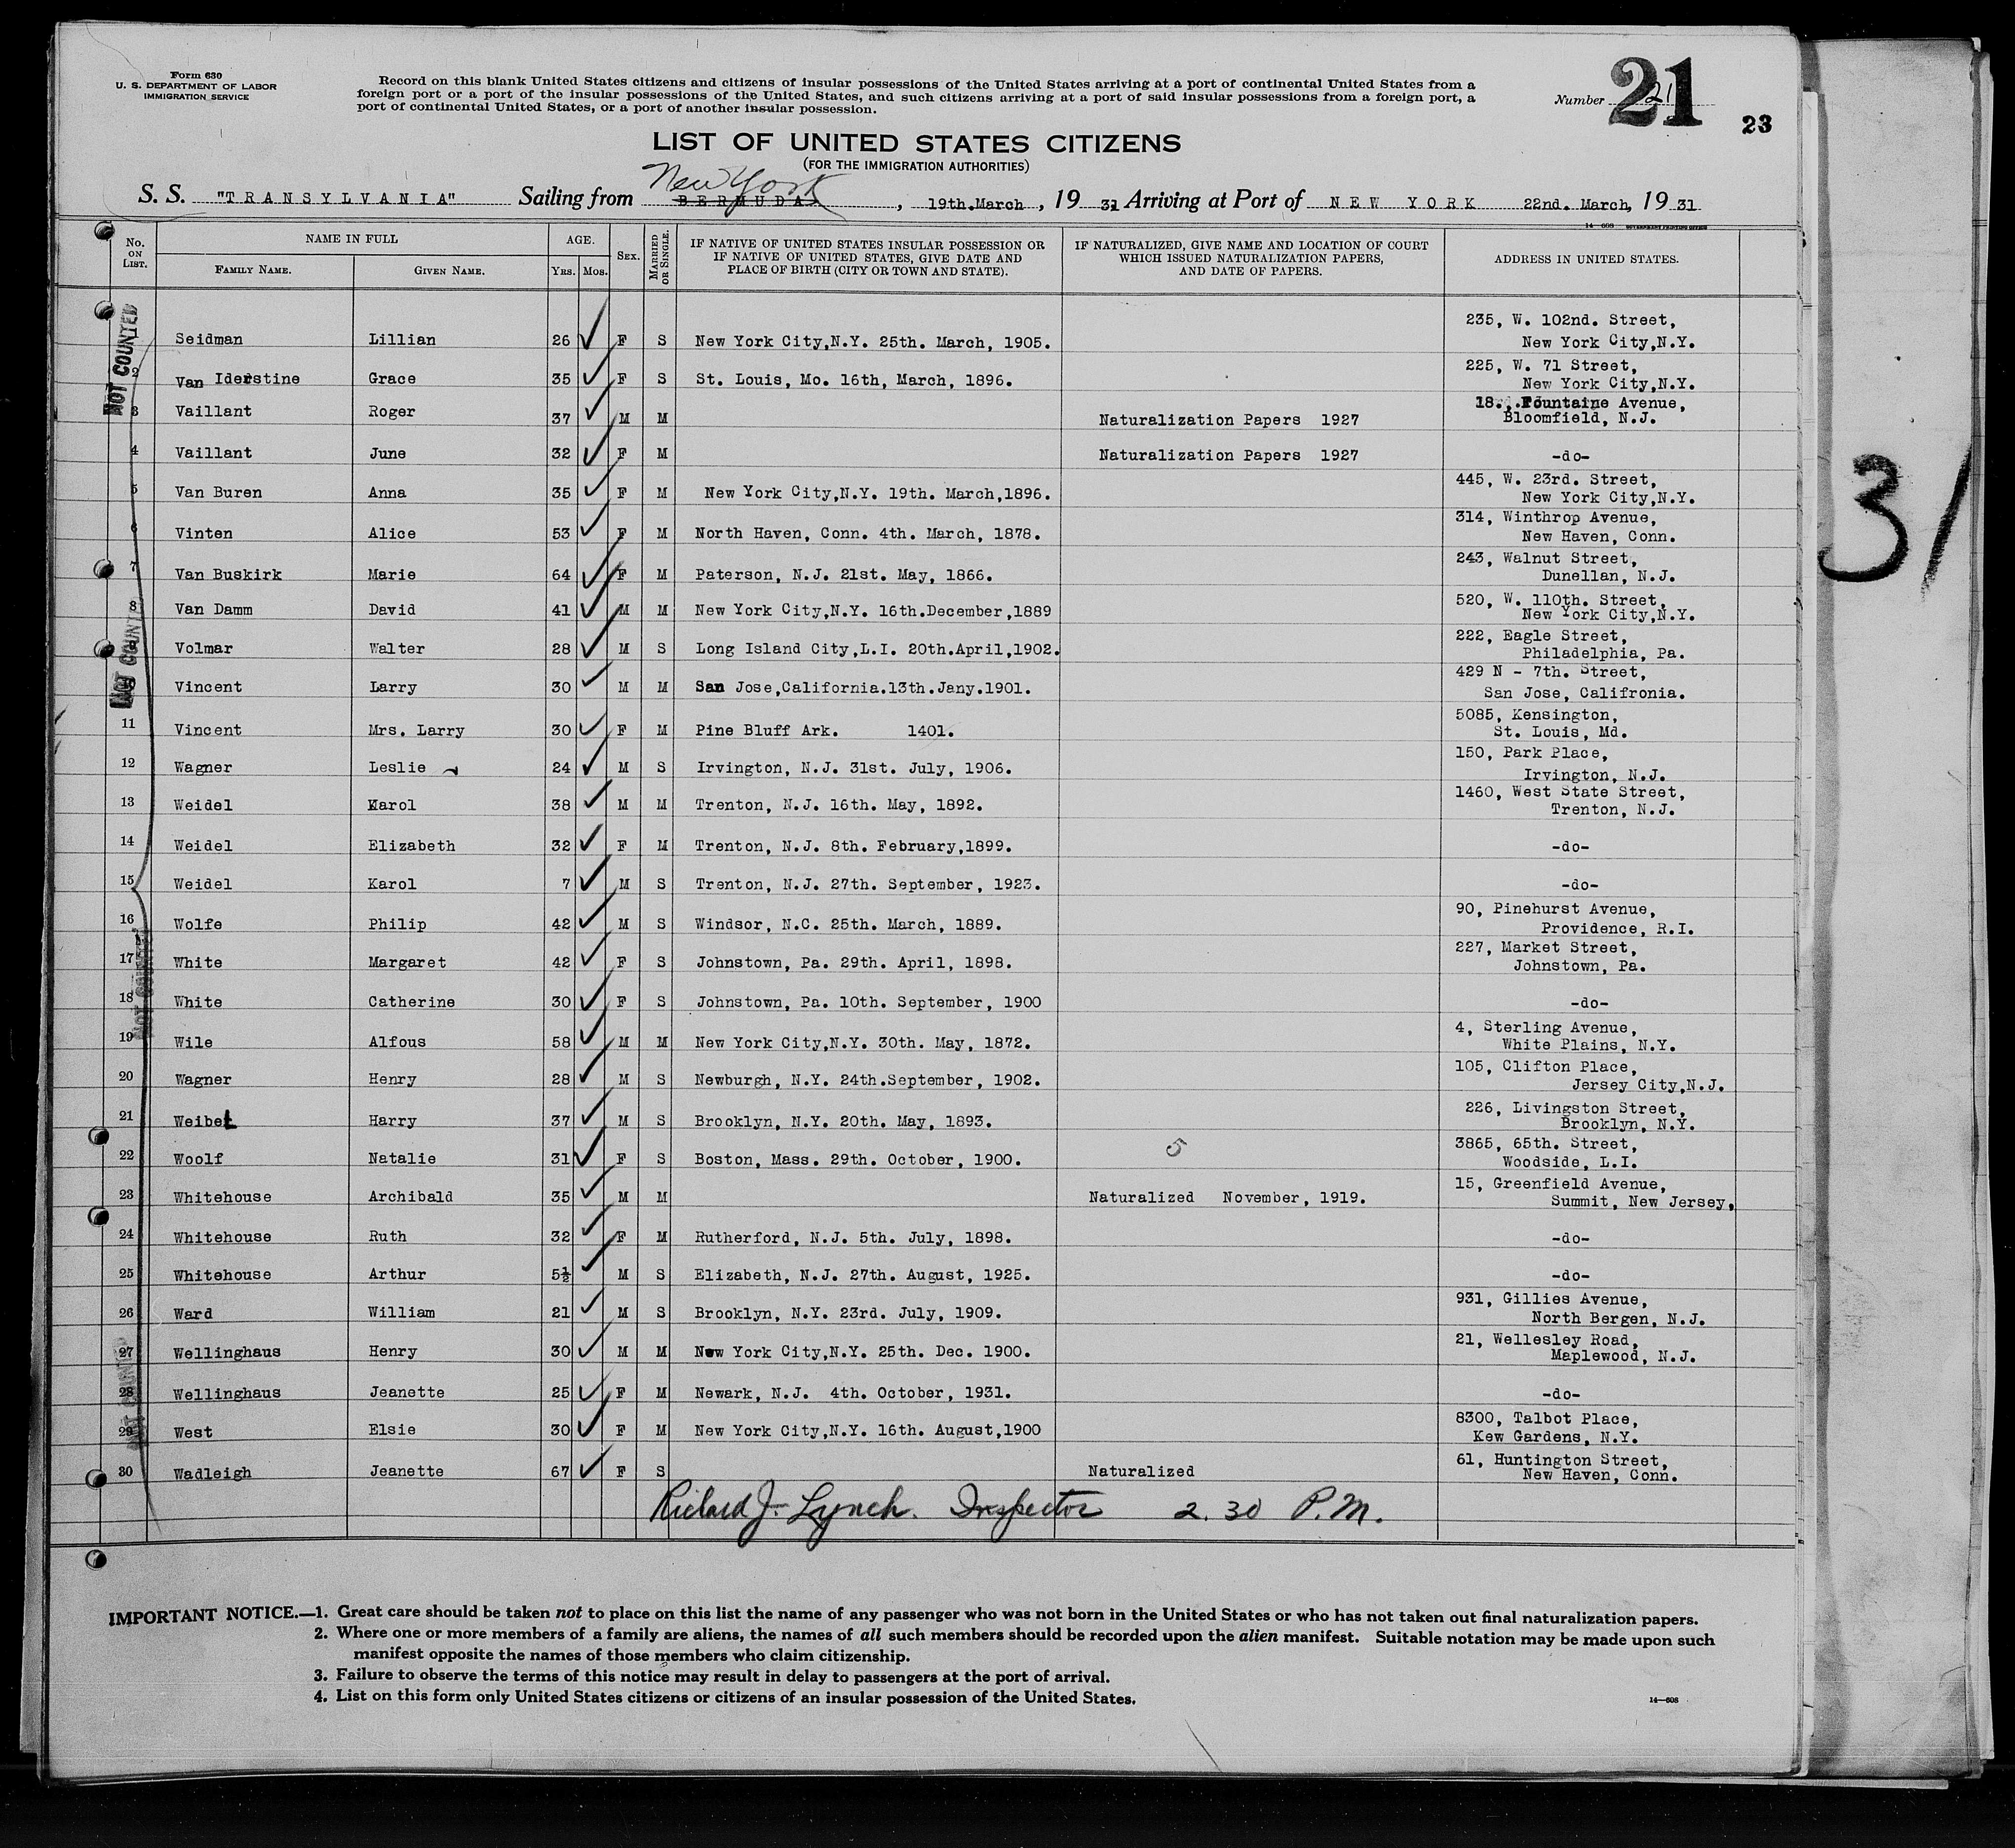 Form 630
U. S. DEPARTMENT OF LABOR
IMMIGRATION SERVICE
Record on this blank United States citizens and citizens of insular possessions of the United States arriving at a port of continental United States from a
foreign port or a port of the insular possessions of the United States, and such citizens arriving at a port of said insular possessions from a foreign port, a
port of continental United States, or a port of another insular possession.
Number 21
21
23
LIST OF UNITED STATES CITIZENS
(FOR THE IMMIGRATION AUTHORITIES)
New York
S. S. "TRANSYLVANIA" Sailing from BERMUDA, 19th.March, 19 31 Arriving at Port of NEW YORK 22nd. March, 19 31
14-608 GOVERNMENT PRINTING OFFICE
No. ON LIST. NAME IN FULL AGE. SEX. MARRIED OR SINGLE. IF NATIVE OF UNITED STATES INSULAR POSSESSION OR IF NATIVE OF UNITED STATES, GIVE DATE AND PLACE OF BIRTH (CITY OR TOWN AND STATE). IF NATURALIZED, GIVE NAME AND LOCATION OF COURT WHICH ISSUED NATURALIZATION PAPERS, AND DATE OF PAPERS. ADDRESS IN UNITED STATES.
FAMILY NAME. GIVEN NAME. YRS. MOS.
NOT COUNTED
235, W. 102nd. Street,
Seidman Lillian 26 F S New York City,N.Y. 25th. March, 1905. New York City,N.Y.
225, W. 71 Street,
2 Van Iderstine Grace 35 F S St. Louis, Mo. 16th, March, 1896. New York City,N.Y.
18., Fountaine Avenue,
3 Vaillant Roger 37 M M Naturalization Papers 1927 Bloomfield, N.J.
4 Vaillant June 32 F M Naturalization Papers 1927 -do-
445, W. 23rd. Street,
5 Van Buren Anna 35 F M New York City,N.Y. 19th. March,1896. New York City,N.Y.
314, Winthrop Avenue,
6 Vinten Alice 53 F M North Haven, Conn. 4th. March, 1878. New Haven, Conn.
243, Walnut Street,
7 Van Buskirk Marie 64 F M Paterson, N.J. 21st. May, 1866. Dunellan, N.J.
520, W. 110th. Street,
8 Van Damm David 41 M M New York City,N.Y. 16th.December,1889 New York City,N.Y.
NOT COUNTED
222, Eagle Street,
Volmar Walter 28 M S Long Island City,L.I. 20th.April,1902. Philadelphia, Pa.
429 N - 7th. Street,
Vincent Larry 30 M M San Jose,California.13th.Jany.1901. San Jose, Califronia.
5085, Kensington,
11 Vincent Mrs. Larry 30 F M Pine Bluff Ark. 1401. St. Louis, Md.
150, Park Place,
12 Wagner Leslie 24 M S Irvington, N.J. 31st. July, 1906. Irvington, N.J.
1460, West State Street,
13 Weidel Karol 38 M M Trenton, N.J. 16th. May, 1892. Trenton, N.J.
14 Weidel Elizabeth 32 F M Trenton, N.J. 8th. February,1899. -do-
15 Weidel Karol 7 M S Trenton, N.J. 27th. September, 1923. -do-
90, Pinehurst Avenue,
16 Wolfe Philip 42 M S Windsor, N.C. 25th. March, 1889. Providence, R.I.
227, Market Street,
17 White Margaret 42 F S Johnstown, Pa. 29th. April, 1898. Johnstown, Pa.
NOT COUNTED
18 White Catherine 30 F S Johnstown, Pa. 10th. September, 1900 -do-
4, Sterling Avenue,
19 Wile Alfous 58 M M New York City,N.Y. 30th. May, 1872. White Plains, N.Y.
105, Clifton Place,
20 Wagner Henry 28 M S Newburgh, N.Y. 24th.September, 1902. Jersey City,N.J.
226, Livingston Street,
21 Weibel Harry 37 M S Brooklyn, N.Y. 20th. May, 1893. Brooklyn, N.Y.
5 3865, 65th. Street,
22 Woolf Natalie 31 F S Boston, Mass. 29th. October, 1900. Woodside, L.I.
15, Greenfield Avenue,
23 Whitehouse Archibald 35 M M Naturalized November, 1919. Summit, New Jersey,
24 Whitehouse Ruth 32 F M Rutherford, N.J. 5th. July, 1898. -do-
25 Whitehouse Arthur 5½ M S Elizabeth, N.J. 27th. August, 1925. -do-
931, Gillies Avenue,
26 Ward William 21 M S Brooklyn, N.Y. 23rd. July, 1909. North Bergen, N.J.
21, Wellesley Road,
27 Wellinghaus Henry 30 M M New York City,N.Y. 25th. Dec. 1900. Maplewood, N.J.
NOT COUNTED
28 Wellinghaus Jeanette 25 F M Newark, N.J. 4th. October, 1931. -do-
8300, Talbot Place,
29 West Elsie 30 F M New York City,N.Y. 16th. August,1900 Kew Gardens, N.Y.
61, Huntington Street,
30 Wadleigh Jeanette 67 F S Naturalized New Haven, Conn.
Richard J. Lynch. Inspector 2.30 P.M.
31
IMPORTANT NOTICE.—1. Great care should be taken not to place on this list the name of any passenger who was not born in the United States or who has not taken out final naturalization papers.
2. Where one or more members of a family are aliens, the names of all such members should be recorded upon the alien manifest. Suitable notation may be made upon such
manifest opposite the names of those members who claim citizenship.
3. Failure to observe the terms of this notice may result in delay to passengers at the port of arrival.
4. List on this form only United States citizens or citizens of an insular possession of the United States.
14—608